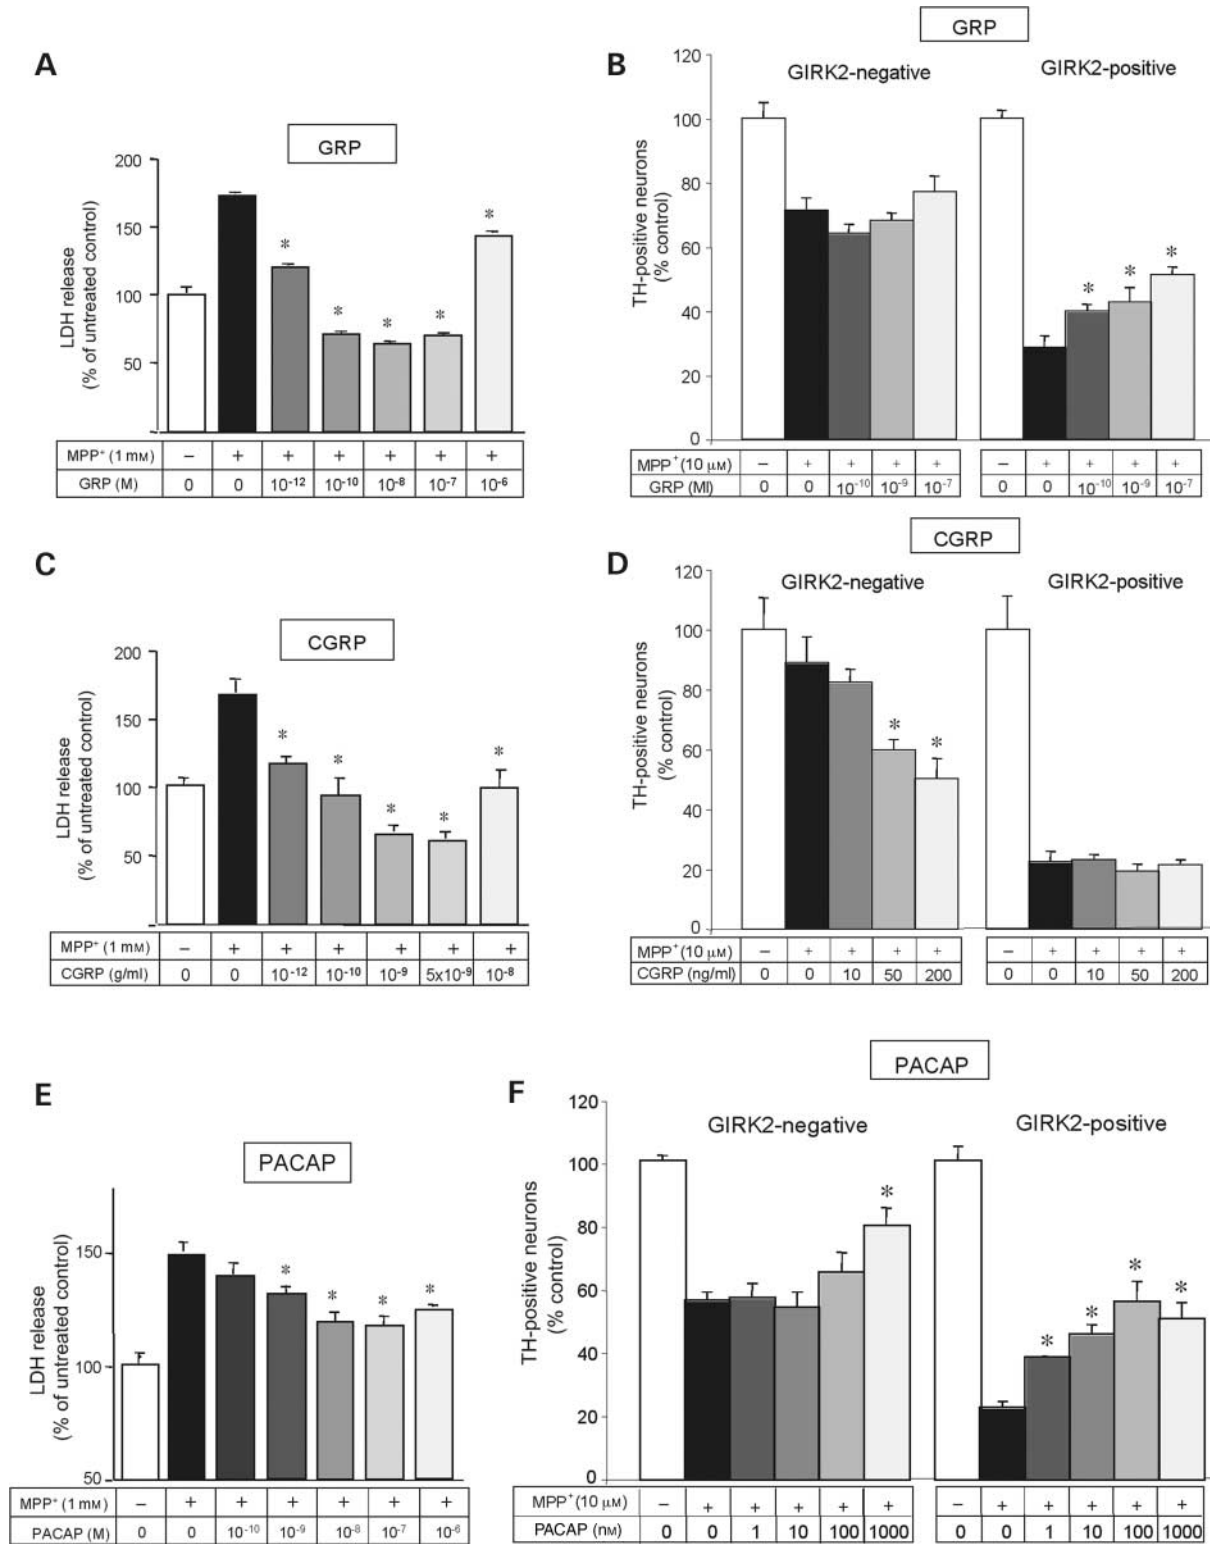 A
GRP
200
150
100
50
LDH release
(% of untreated control)
*
*
*
*
*
MPP⁺ (1 mM) – + + + + + +
GRP (M) 0 0 10⁻¹² 10⁻¹⁰ 10⁻⁸ 10⁻⁷ 10⁻⁶
B
GRP
GIRK2-negative
GIRK2-positive
120
100
80
60
40
20
0
TH-positive neurons
(% control)
*
*
*
MPP⁺ (10 μM) – + + + + – + + + +
GRP (Ml) 0 0 10⁻¹⁰ 10⁻⁹ 10⁻⁷ 0 0 10⁻¹⁰ 10⁻⁹ 10⁻⁷
C
CGRP
200
150
100
50
LDH release
(% of untreated control)
*
*
*
*
*
MPP⁺ (1 mM) – + + + + + +
CGRP (g/ml) 0 0 10⁻¹² 10⁻¹⁰ 10⁻⁹ 5x10⁻⁹ 10⁻⁸
D
CGRP
GIRK2-negative
GIRK2-positive
120
100
80
60
40
20
0
TH-positive neurons
(% control)
*
*
MPP⁺ (10 μM) – + + + + – + + + +
CGRP (ng/ml) 0 0 10 50 200 0 0 10 50 200
E
PACAP
150
100
50
LDH release
(% of untreated control)
*
*
*
*
MPP⁺ (1 mM) – + + + + + +
PACAP (M) 0 0 10⁻¹⁰ 10⁻⁹ 10⁻⁸ 10⁻⁷ 10⁻⁶
F
PACAP
GIRK2-negative
GIRK2-positive
120
100
80
60
40
20
0
TH-positive neurons
(% control)
*
*
*
*
*
MPP⁺ (10 μM) – + + + + + – + + + + +
PACAP (nM) 0 0 1 10 100 1000 0 0 1 10 100 1000